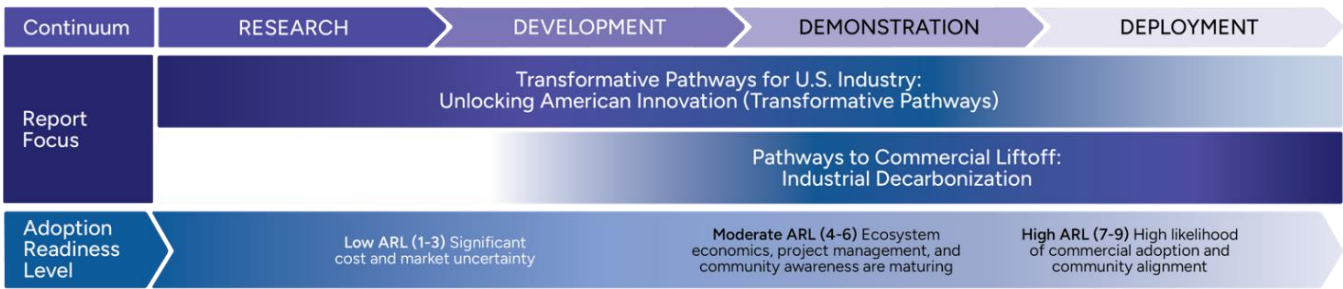 Continuum
RESEARCH
DEVELOPMENT
DEMONSTRATION
DEPLOYMENT
Report
Focus
Transformative Pathways for U.S. Industry:
Unlocking American Innovation (Transformative Pathways)
Pathways to Commercial Liftoff:
Industrial Decarbonization
Adoption
Readiness
Level
Low ARL (1-3) Significant
cost and market uncertainty
Moderate ARL (4-6) Ecosystem
economics, project management, and
community awareness are maturing
High ARL (7-9) High likelihood
of commercial adoption and
community alignment